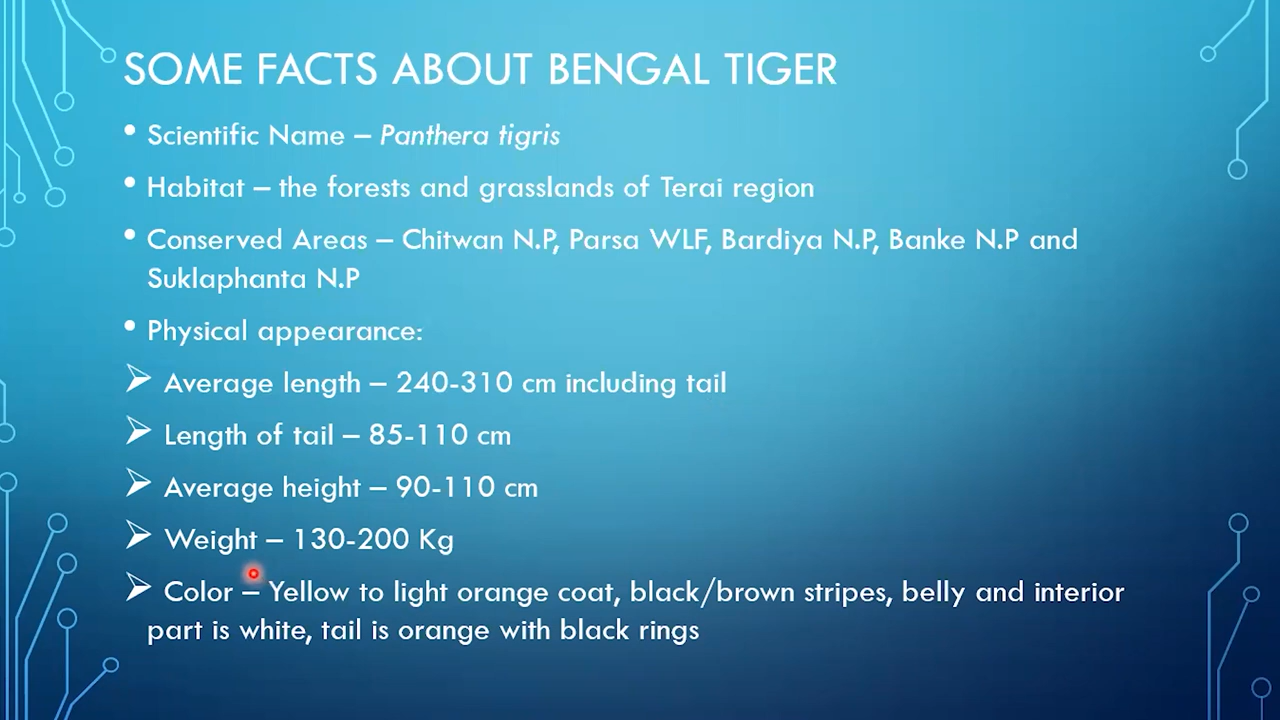 SOME FACTS ABOUT BENGAL TIGER
• Scientific Name – Panthera tigris
• Habitat – the forests and grasslands of Terai region
• Conserved Areas – Chitwan N.P, Parsa WLF, Bardiya N.P, Banke N.P and
Suklaphanta N.P
• Physical appearance:
➢ Average length – 240-310 cm including tail
➢ Length of tail – 85-110 cm
➢ Average height – 90-110 cm
➢ Weight – 130-200 Kg
➢ Color – Yellow to light orange coat, black/brown stripes, belly and interior
part is white, tail is orange with black rings